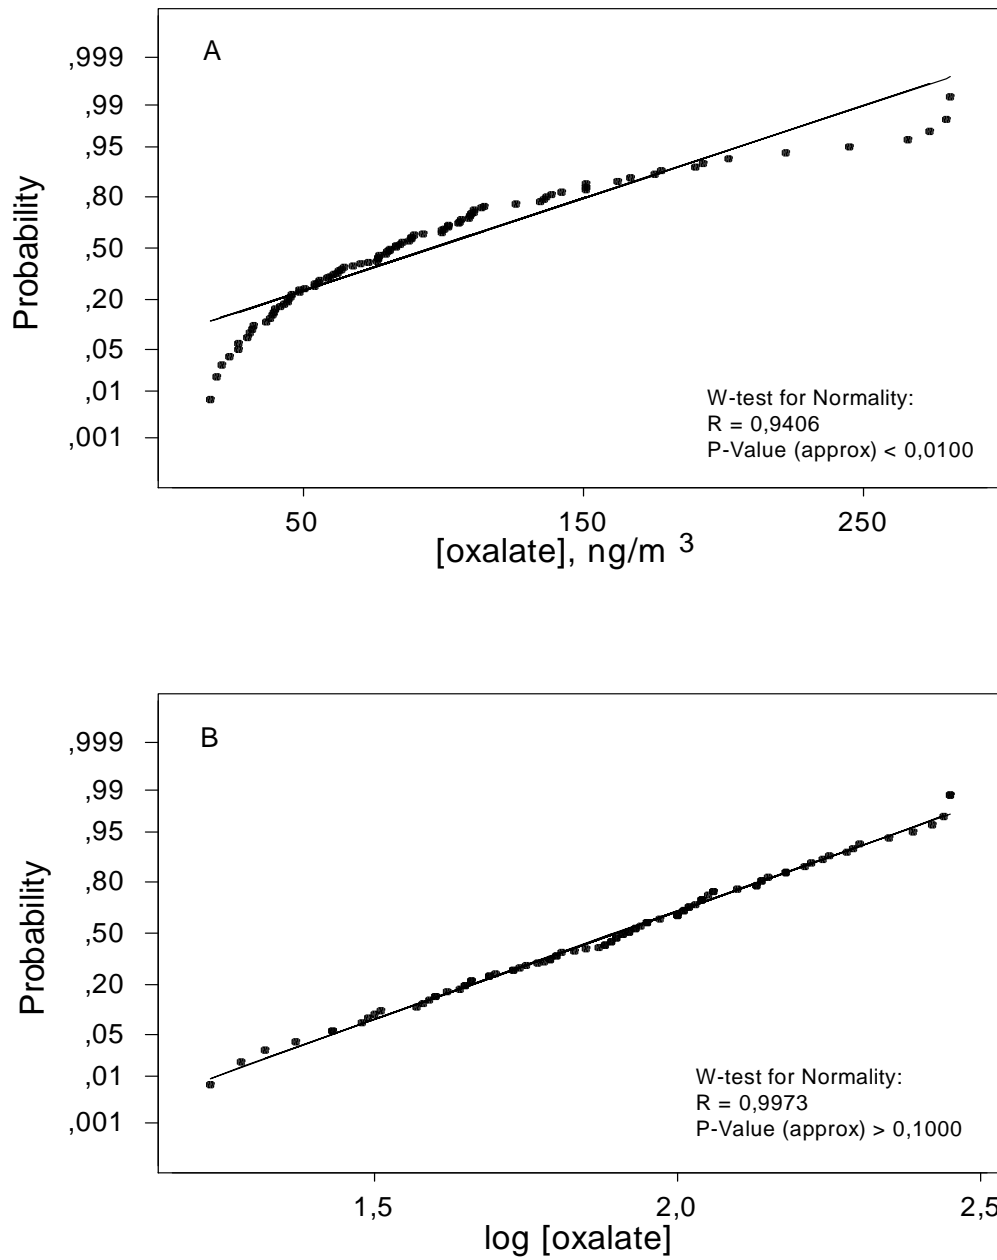 A
,999
,99
,95
,80
,50
,20
,05
,01
,001
Probability
W-test for Normality:
R = 0,9406
P-Value (approx) < 0,0100
50 150 250
[oxalate], ng/m 3
B
,999
,99
,95
,80
,50
,20
,05
,01
,001
Probability
W-test for Normality:
R = 0,9973
P-Value (approx) > 0,1000
1,5 2,0 2,5
log [oxalate]